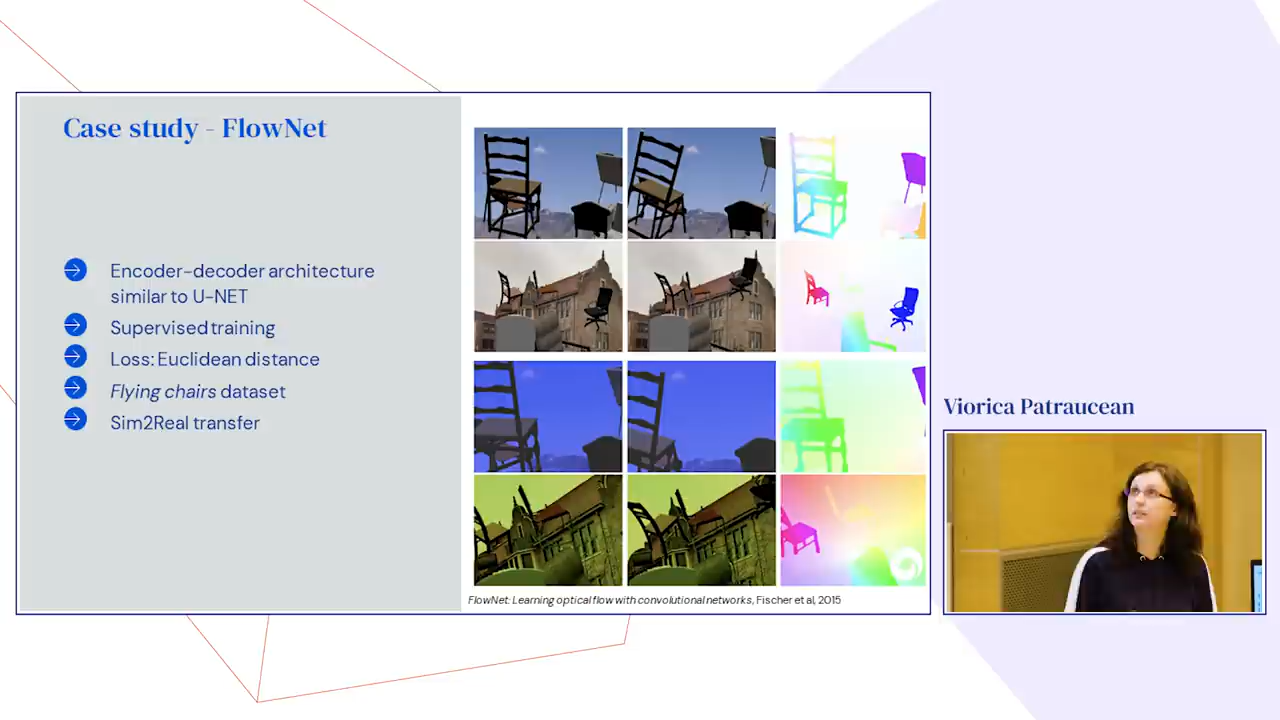 Case study - FlowNet
Encoder-decoder architecture
similar to U-NET
Supervised training
Loss: Euclidean distance
Flying chairs dataset
Sim2Real transfer
FlowNet: Learning optical flow with convolutional networks, Fischer et al, 2015
Viorica Patraucean